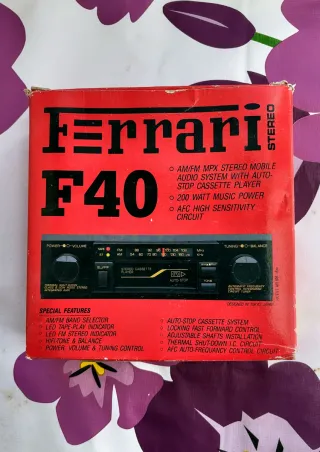 Ferrari
STEREO
F40
AM/FM MPX STEREO MOBILE
AUDIO SYSTEM WITH AUTO-
STOP CASSETTE PLAYER
200 WATT MUSIC POWER
AFC HIGH SENSITIVITY
CIRCUIT
POWER VOLUME
TUNING BALANCE
AUTO STOP
SPECIAL FEATURES
AM/FM BAND SELECTOR
LED TAPE-PLAY INDICATOR
LED FM STEREO INDICATOR
HI-FI TONE & BALANCE
POWER, VOLUME & TUNING CONTROL
AUTO-STOP CASSETTE SYSTEM
LOCKING FAST FORWARD CONTROL
ADJUSTABLE SHAFTS INSTALLATION
THERMAL SHUT-DOWN I.C. CIRCUIT
AFC AUTO-FREQUANCY CONTROL CIRCUIT